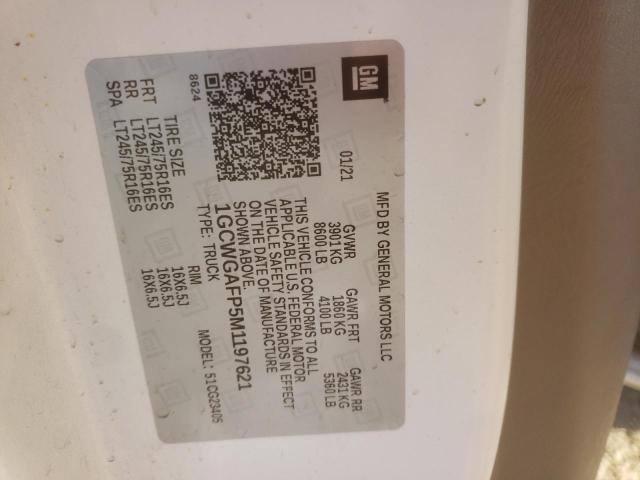 GM
MFD BY GENERAL MOTORS LLC
01/21
GVWR GAWR FRT GAWR RR
3901 KG 1860 KG 2431 KG
8600 LB 4100 LB 5360 LB
THIS VEHICLE CONFORMS TO ALL
APPLICABLE U.S. FEDERAL MOTOR
VEHICLE SAFETY STANDARDS IN EFFECT
ON THE DATE OF MANUFACTURE
SHOWN ABOVE.
1GCWGAFP5M1197621
TYPE: TRUCK MODEL: 51CG23405
8624
TIRE SIZE RIM
FRT LT245/75R16ES 16X6.5J
RR LT245/75R16ES 16X6.5J
SPA LT245/75R16ES 16X6.5J